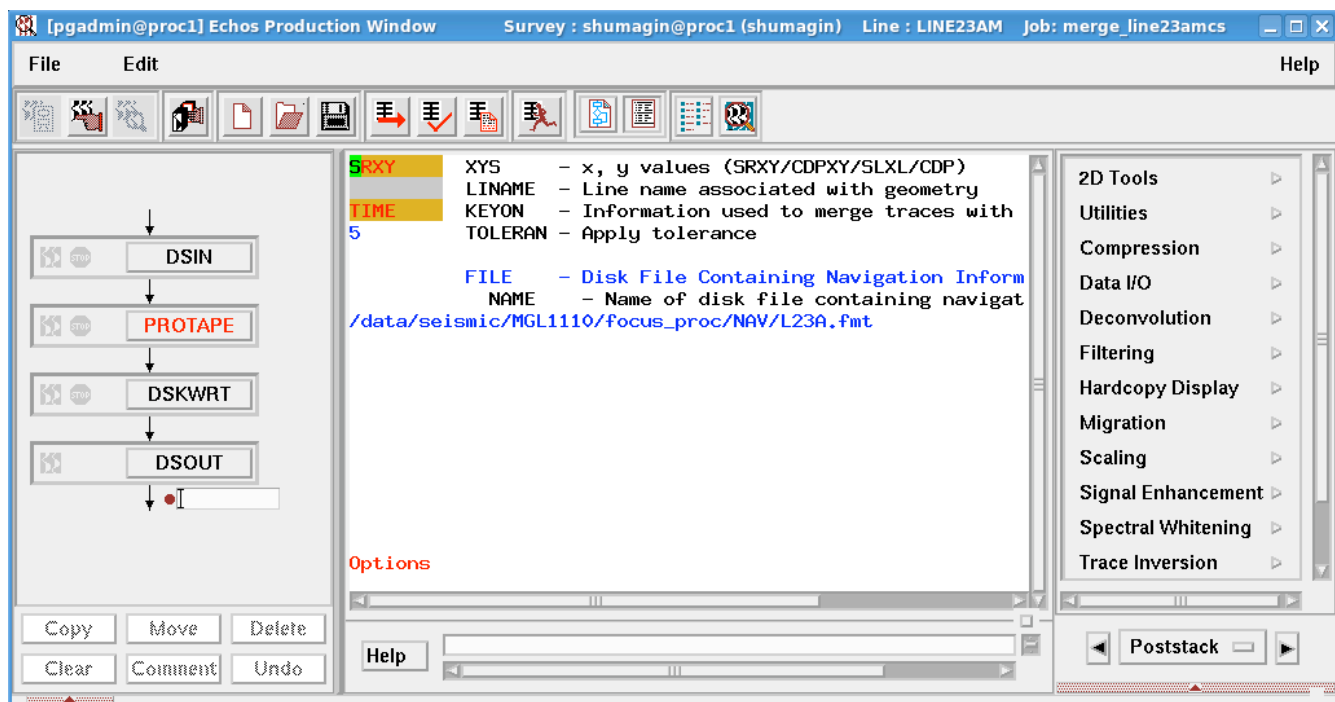 [pgadmin@proc1] Echos Production Window Survey : shumagin@proc1 (shumagin) Line : LINE23AM Job: merge_line23amcs
File Edit Help
DSIN
STOP
PROTAPE
STOP
DSKWRT
STOP
DSOUT
Copy Move Delete
Clear Comment Undo
SRXY XYS – x, y values (SRXY/CDPXY/SLXL/CDP)
LINAME – Line name associated with geometry
TIME KEYON – Information used to merge traces with
5 TOLERAN – Apply tolerance
FILE – Disk File Containing Navigation Inform
NAME – Name of disk file containing navigat
/data/seismic/MGL1110/focus_proc/NAV/L23A.fmt
Options
Help
2D Tools
Utilities
Compression
Data I/O
Deconvolution
Filtering
Hardcopy Display
Migration
Scaling
Signal Enhancement
Spectral Whitening
Trace Inversion
Poststack